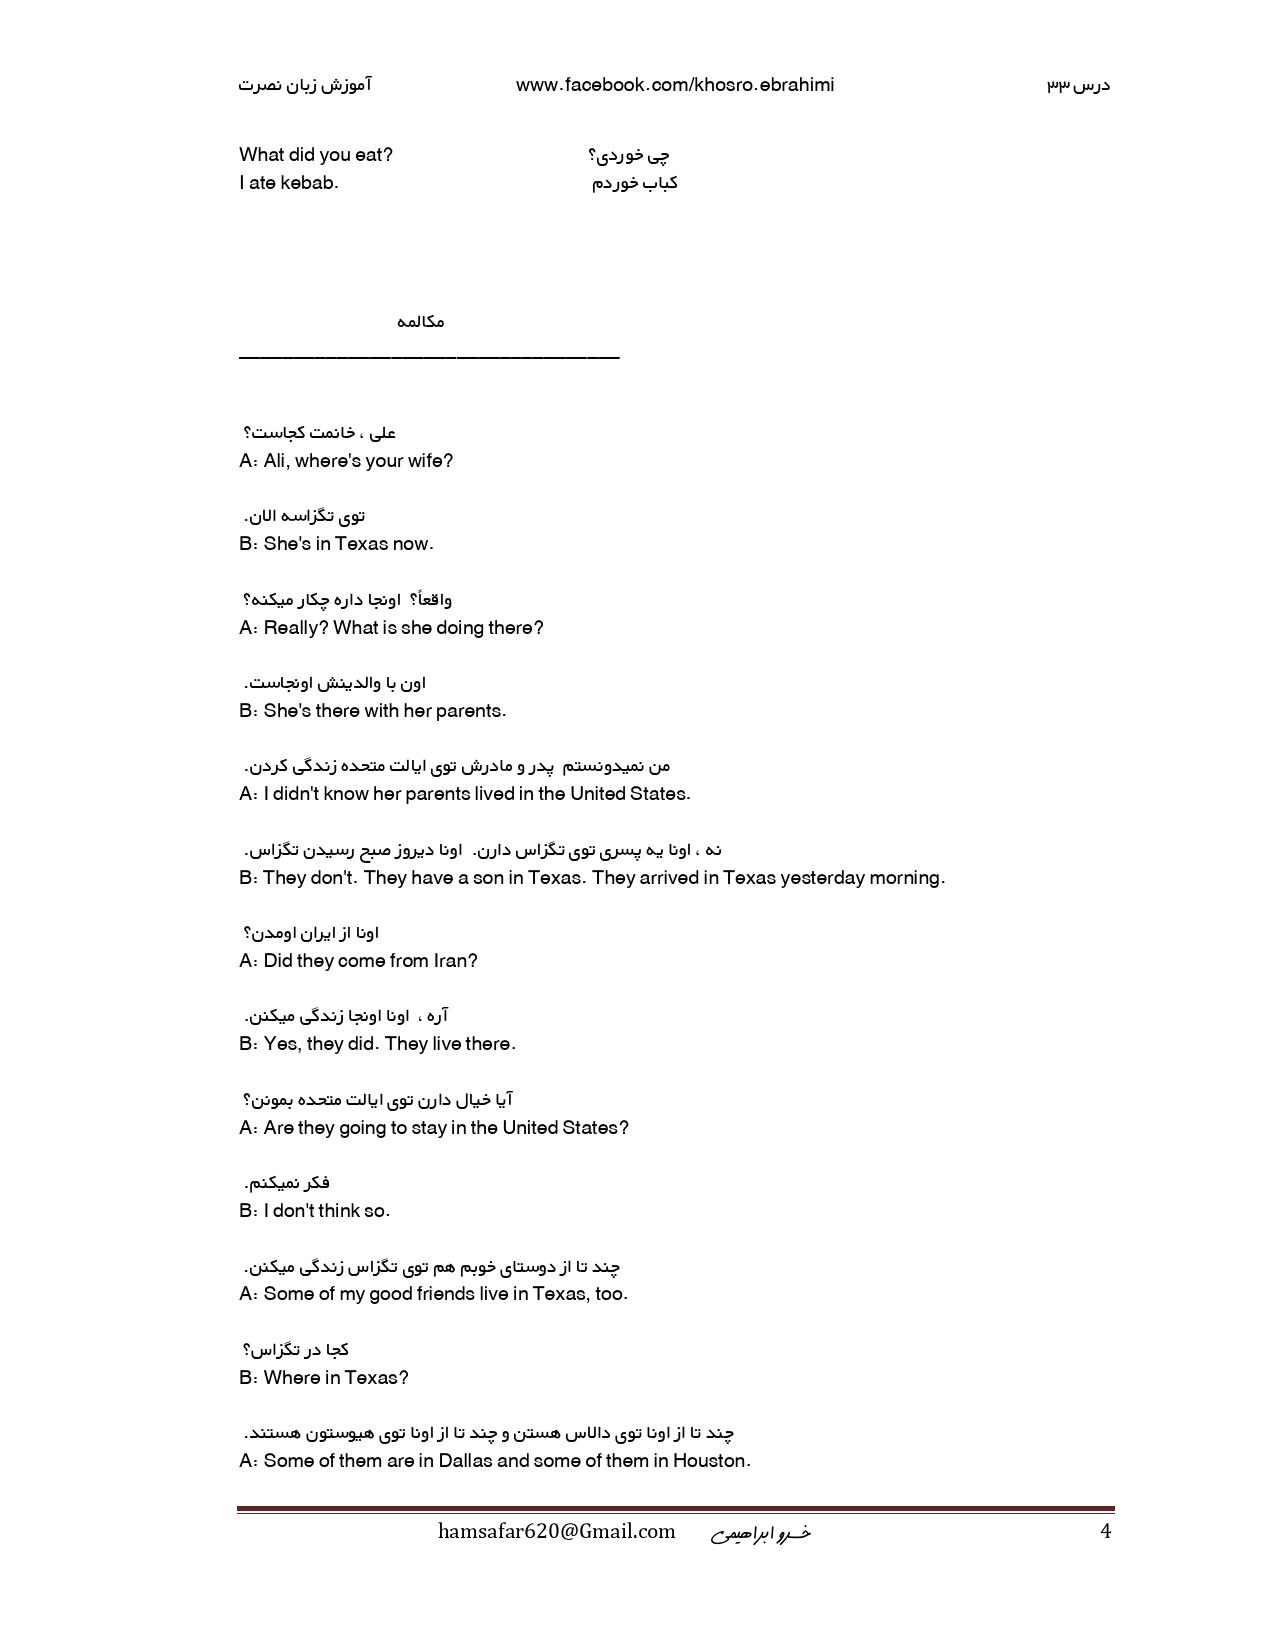 آموزش زبان نصرت www.facebook.com/khosro.ebrahimi درس ۳۳
What did you eat? چی خوردی؟
I ate kebab. کباب خوردم
مکالمه
علی ، خانمت کجاست؟
A: Ali, where's your wife?
توی تگزاسه الان.
B: She's in Texas now.
واقعاً؟ اونجا داره چکار میکنه؟
A: Really? What is she doing there?
اون با والدینش اونجاست.
B: She's there with her parents.
من نمیدونستم پدر و مادرش توی ایالت متحده زندگی کردن.
A: I didn't know her parents lived in the United States.
نه ، اونا یه پسری توی تگزاس دارن. اونا دیروز صبح رسیدن تگزاس.
B: They don't. They have a son in Texas. They arrived in Texas yesterday morning.
اونا از ایران اومدن؟
A: Did they come from Iran?
آره ، اونا اونجا زندگی میکنن.
B: Yes, they did. They live there.
آیا خیال دارن توی ایالت متحده بمونن؟
A: Are they going to stay in the United States?
فکر نمیکنم.
B: I don't think so.
چند تا از دوستای خوبم هم توی تگزاس زندگی میکنن.
A: Some of my good friends live in Texas, too.
کجا در تگزاس؟
B: Where in Texas?
چند تا از اونا توی دالاس هستن و چند تا از اونا توی هیوستون هستند.
A: Some of them are in Dallas and some of them in Houston.
hamsafar620@Gmail.com خسرو ابراهیمی 4